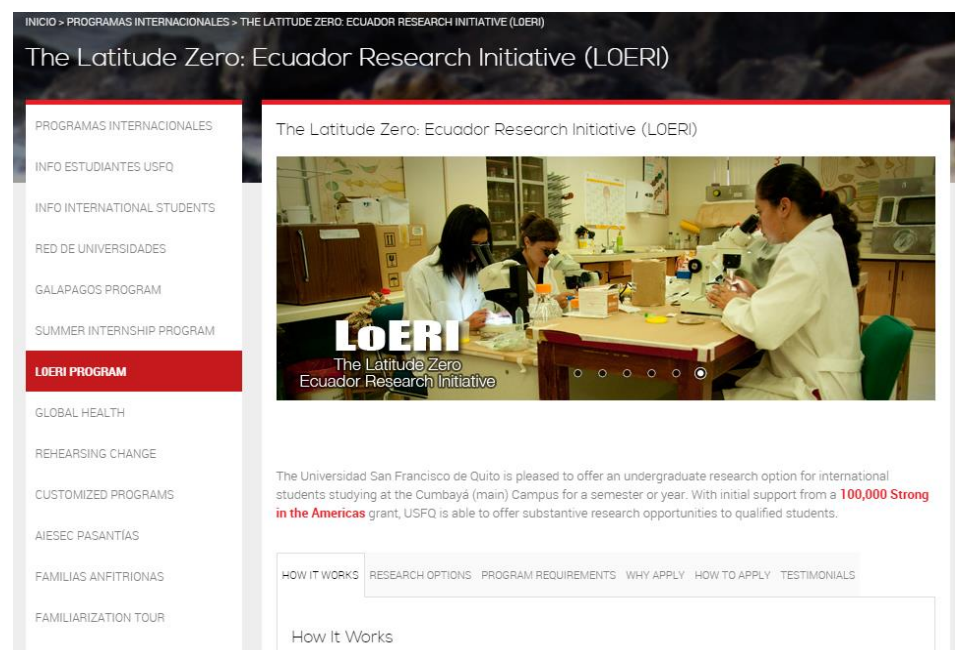 INICIO > PROGRAMAS INTERNACIONALES > THE LATITUDE ZERO: ECUADOR RESEARCH INITIATIVE (L0ERI)
The Latitude Zero: Ecuador Research Initiative (L0ERI)
PROGRAMAS INTERNACIONALES
INFO ESTUDIANTES USFQ
INFO INTERNATIONAL STUDENTS
RED DE UNIVERSIDADES
GALAPAGOS PROGRAM
SUMMER INTERNSHIP PROGRAM
L0ERI PROGRAM
GLOBAL HEALTH
REHEARSING CHANGE
CUSTOMIZED PROGRAMS
AIESEC PASANTÍAS
FAMILIAS ANFITRIONAS
FAMILIARIZATION TOUR
The Latitude Zero: Ecuador Research Initiative (L0ERI)
LoERI
The Latitude Zero
Ecuador Research Initiative
The Universidad San Francisco de Quito is pleased to offer an undergraduate research option for international
students studying at the Cumbayá (main) Campus for a semester or year. With initial support from a 100,000 Strong
in the Americas grant, USFQ is able to offer substantive research opportunities to qualified students.
HOW IT WORKS RESEARCH OPTIONS PROGRAM REQUIREMENTS WHY APPLY HOW TO APPLY TESTIMONIALS
How It Works